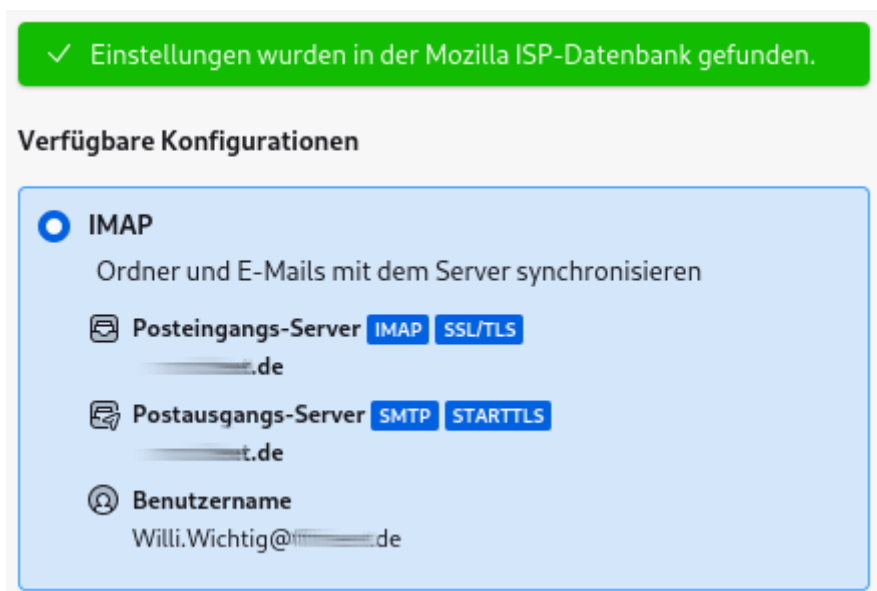 Einstellungen wurden in der Mozilla ISP-Datenbank gefunden.
Verfügbare Konfigurationen
IMAP
Ordner und E-Mails mit dem Server synchronisieren
Posteingangs-Server IMAP SSL/TLS
.de
Postausgangs-Server SMTP STARTTLS
t.de
Benutzername
Willi.Wichtig@ .de